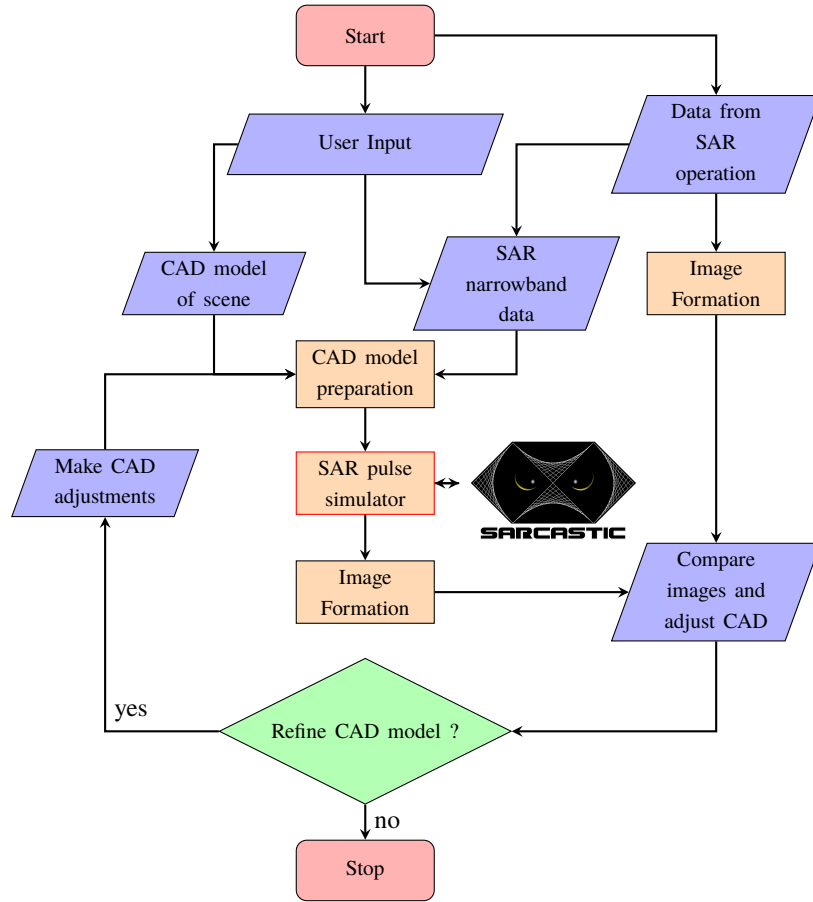 Start
User Input
Data from
SAR
operation
CAD model
of scene
SAR
narrowband
data
Image
Formation
CAD model
preparation
Make CAD
adjustments
SAR pulse
simulator
SARCASTIC
Image
Formation
Compare
images and
adjust CAD
yes
Refine CAD model ?
no
Stop